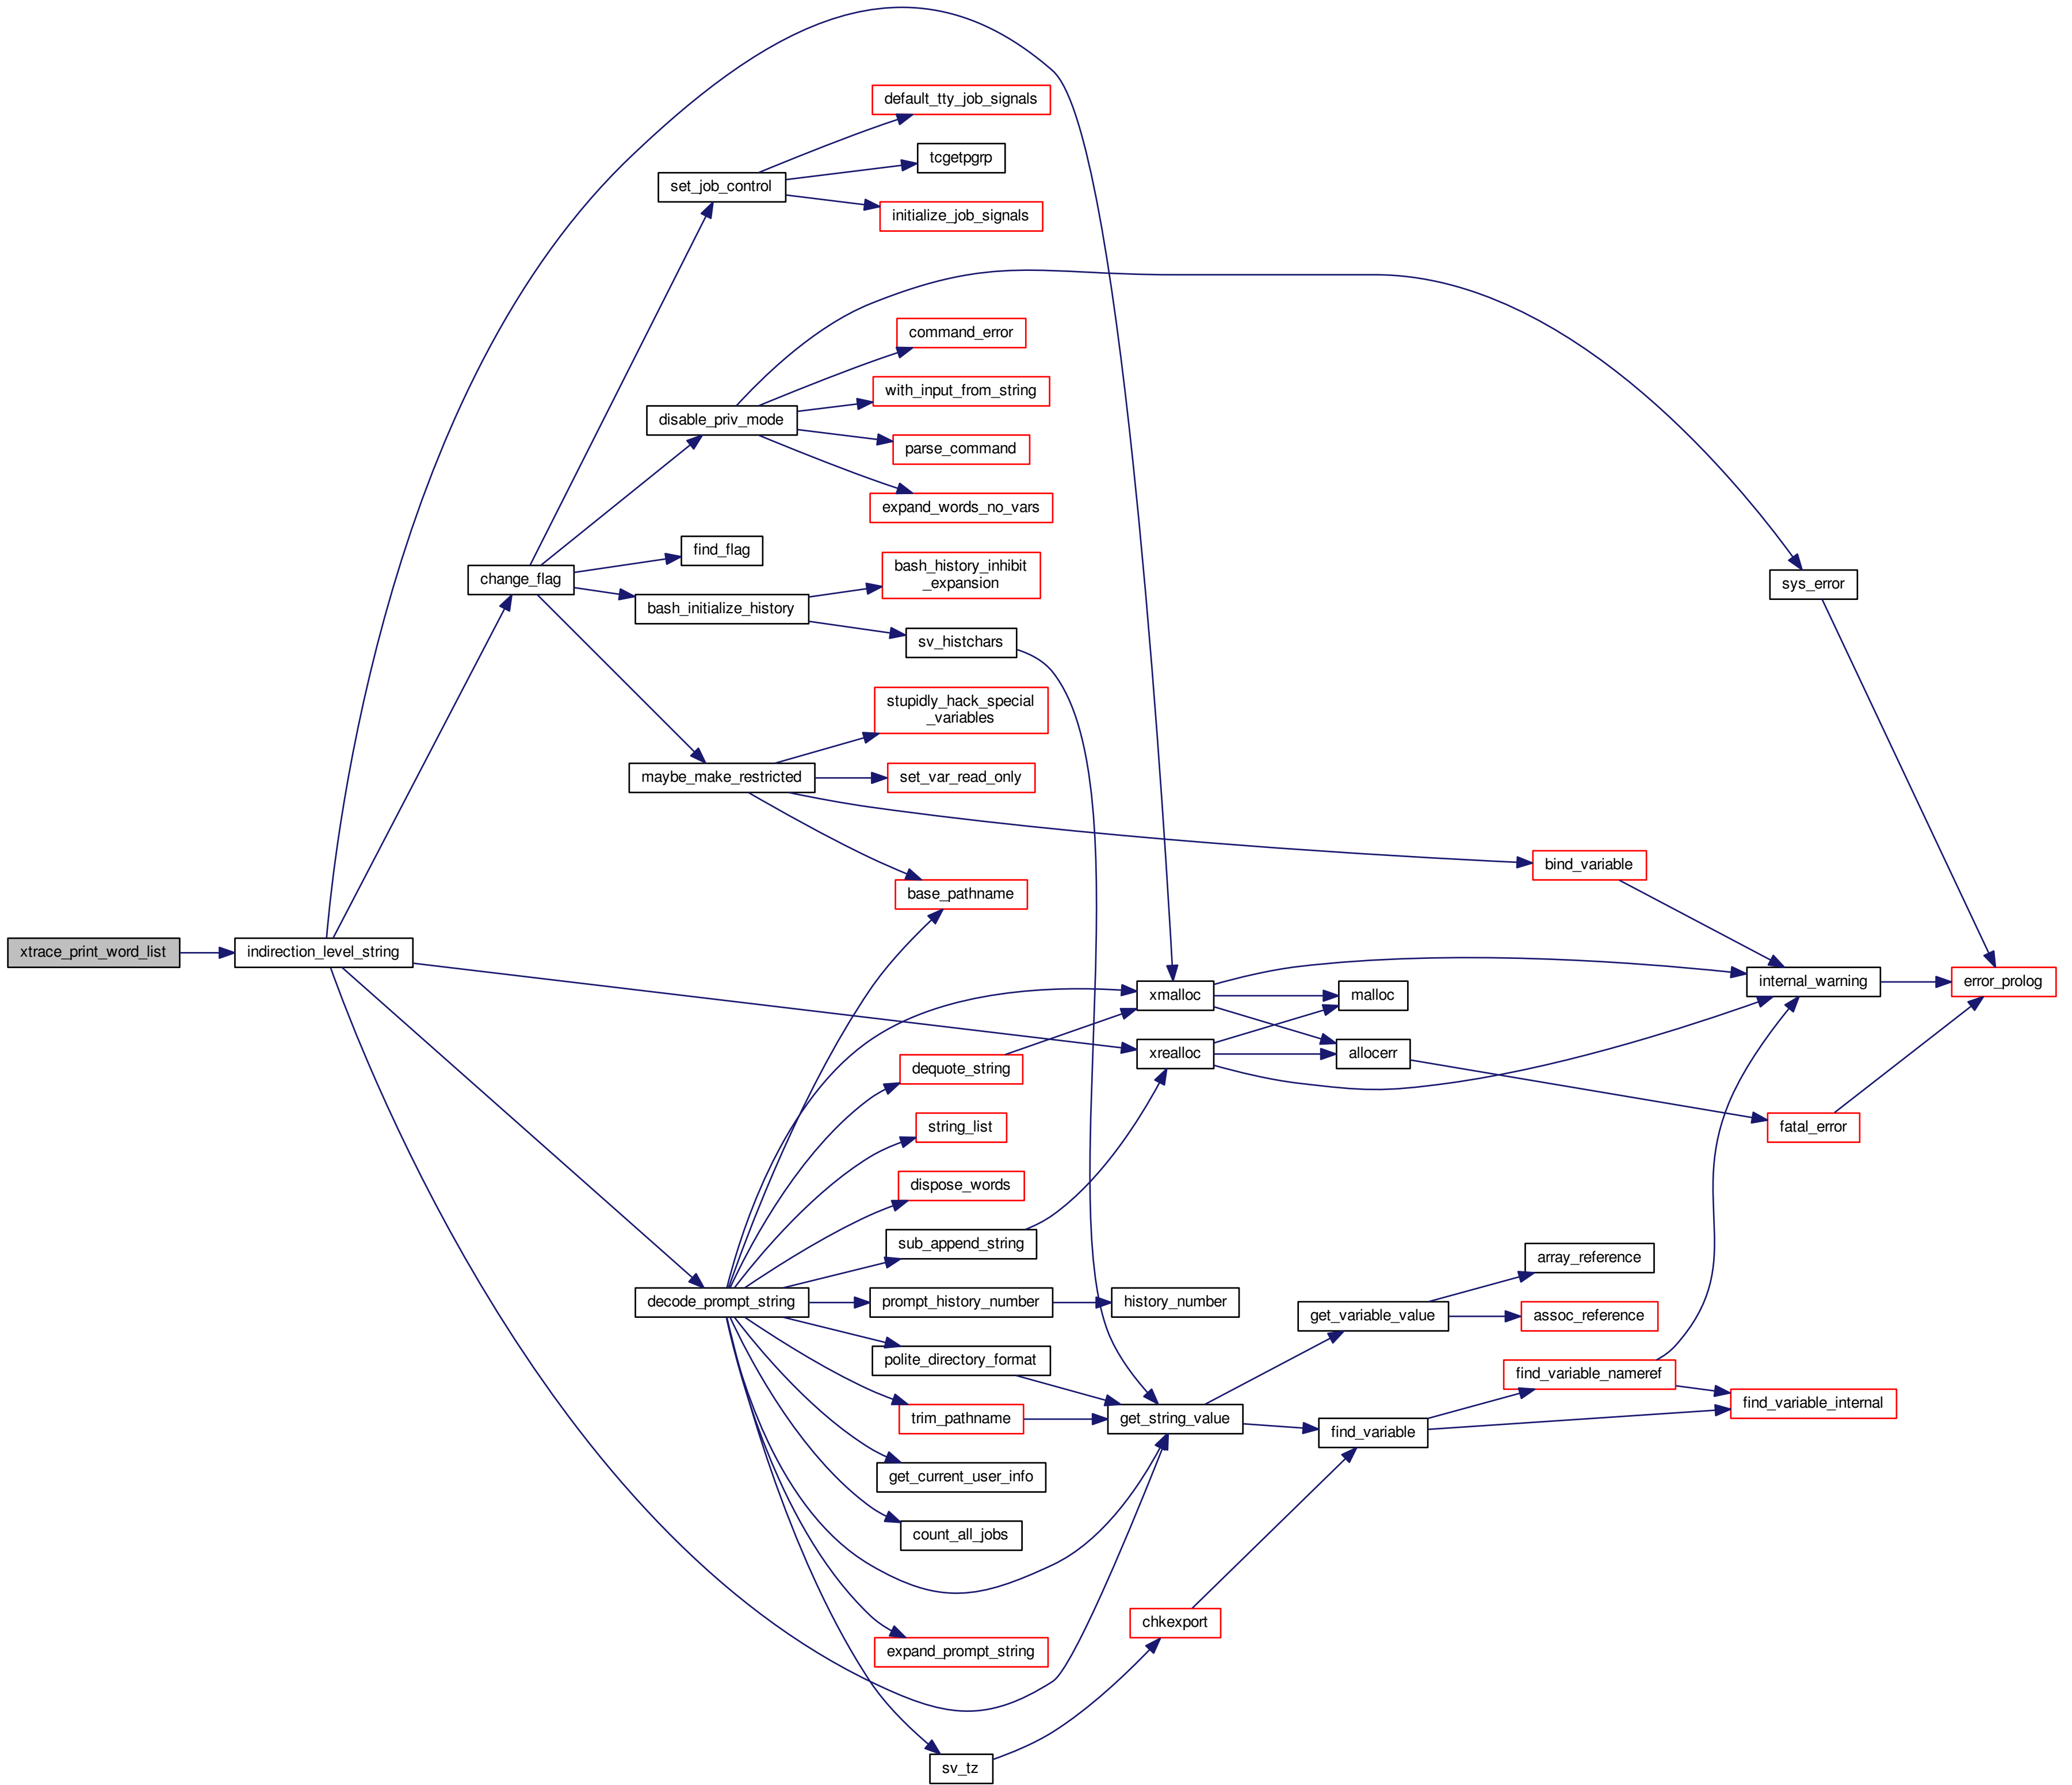 default_tty_job_signals
tcgetpgrp
set_job_control
initialize_job_signals
command_error
with_input_from_string
disable_priv_mode
parse_command
expand_words_no_vars
find_flag
bash_history_inhibit
_expansion
change_flag
sys_error
bash_initialize_history
sv_histchars
stupidly_hack_special
_variables
maybe_make_restricted
set_var_read_only
bind_variable
base_pathname
xtrace_print_word_list
indirection_level_string
internal_warning
error_prolog
xmalloc
malloc
xrealloc
allocerr
dequote_string
string_list
fatal_error
dispose_words
sub_append_string
array_reference
decode_prompt_string
prompt_history_number
history_number
get_variable_value
assoc_reference
polite_directory_format
find_variable_nameref
find_variable_internal
trim_pathname
get_string_value
find_variable
get_current_user_info
count_all_jobs
chkexport
expand_prompt_string
sv_tz